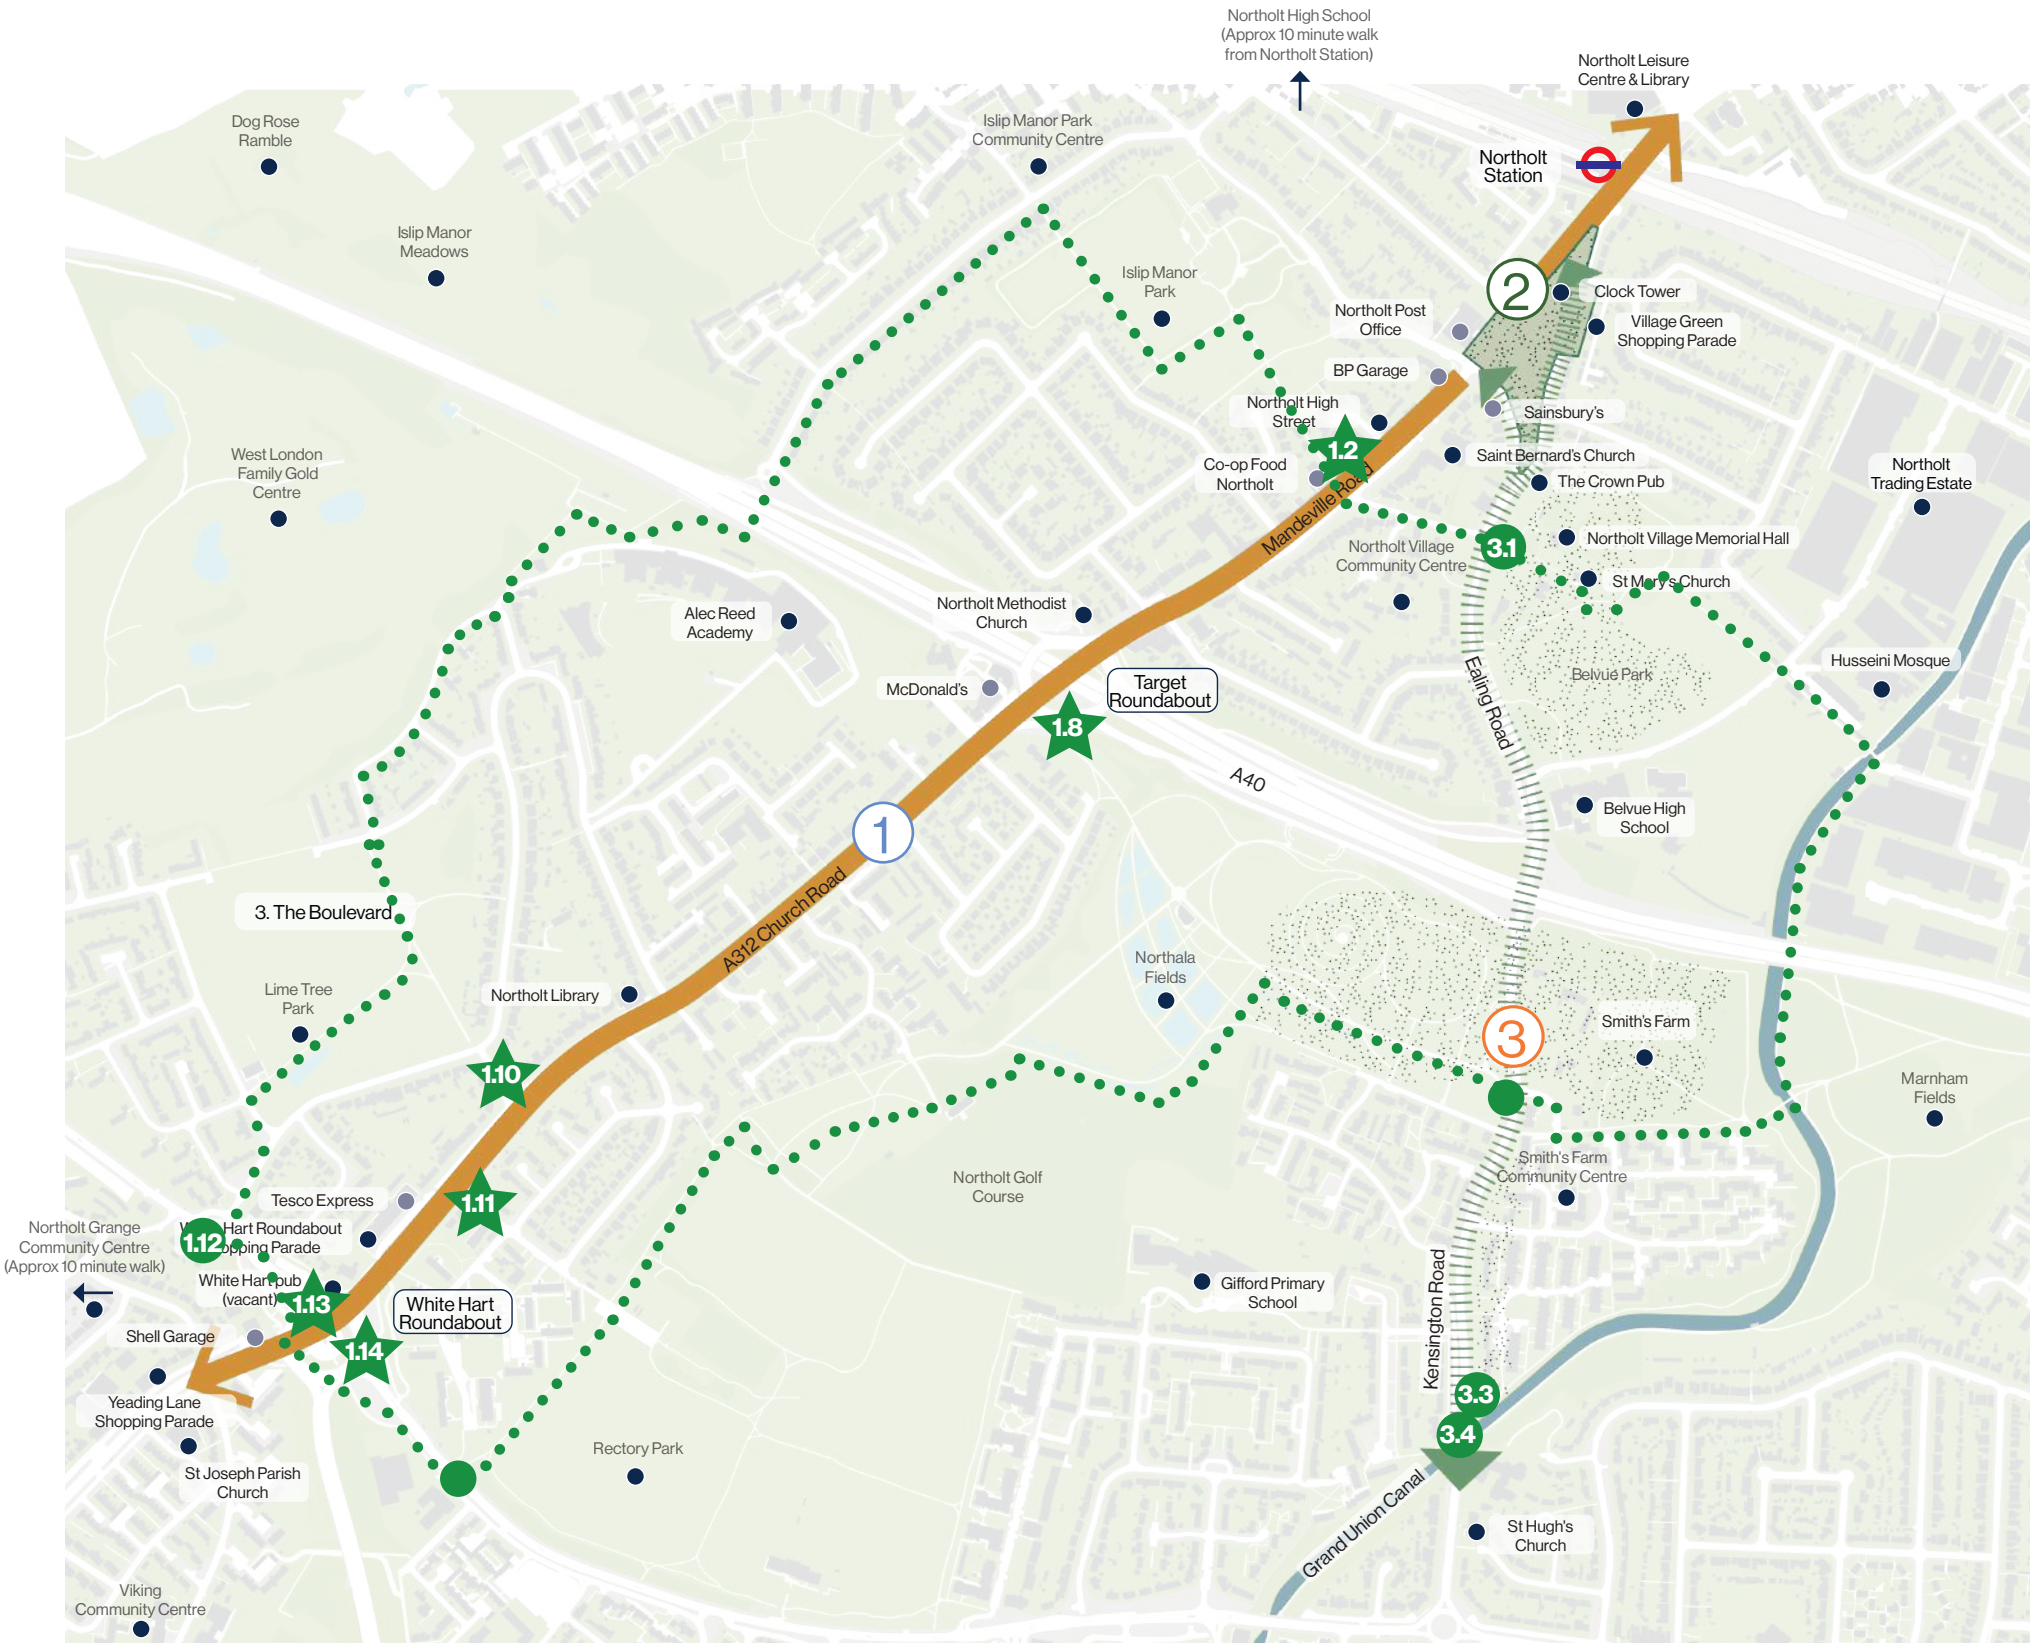 Northolt High School
(Approx 10 minute walk
from Northolt Station)
Northolt Leisure
Centre & Library
Dog Rose
Ramble
Islip Manor Park
Community Centre
Northolt
Station
Islip Manor
Meadows
Islip Manor
Park
2
Clock Tower
Northolt Post
Office
Village Green
Shopping Parade
BP Garage
Northolt High
Street
Sainsbury's
1.2
West London
Family Gold
Centre
Co-op Food
Northolt
Saint Bernard's Church
The Crown Pub
Northolt
Trading Estate
Mandeville Road
3.1
Northolt Village Memorial Hall
Northolt Village
Community Centre
St Mary's Church
Alec Reed
Academy
Northolt Methodist
Church
Husseini Mosque
Belvue Park
McDonald's
Target
Roundabout
Ealing Road
1.8
A40
1
Belvue High
School
3. The Boulevard
A312 Church Road
Northala
Fields
Northolt Library
Lime Tree
Park
3
Smith's Farm
1.10
Marnham
Fields
Northolt Golf
Course
Smith's Farm
Community Centre
Tesco Express
1.11
Northolt Grange
Community Centre
(Approx 10 minute walk)
1.12
Hart Roundabout
Parade
White Hart pub
(vacant)
1.13
White Hart
Roundabout
Gifford Primary
School
Kensington Road
Shell Garage
1.14
Yeading Lane
Shopping Parade
3.3
3.4
Rectory Park
St Joseph Parish
Church
Grand Union Canal
St Hugh's
Church
Viking
Community Centre